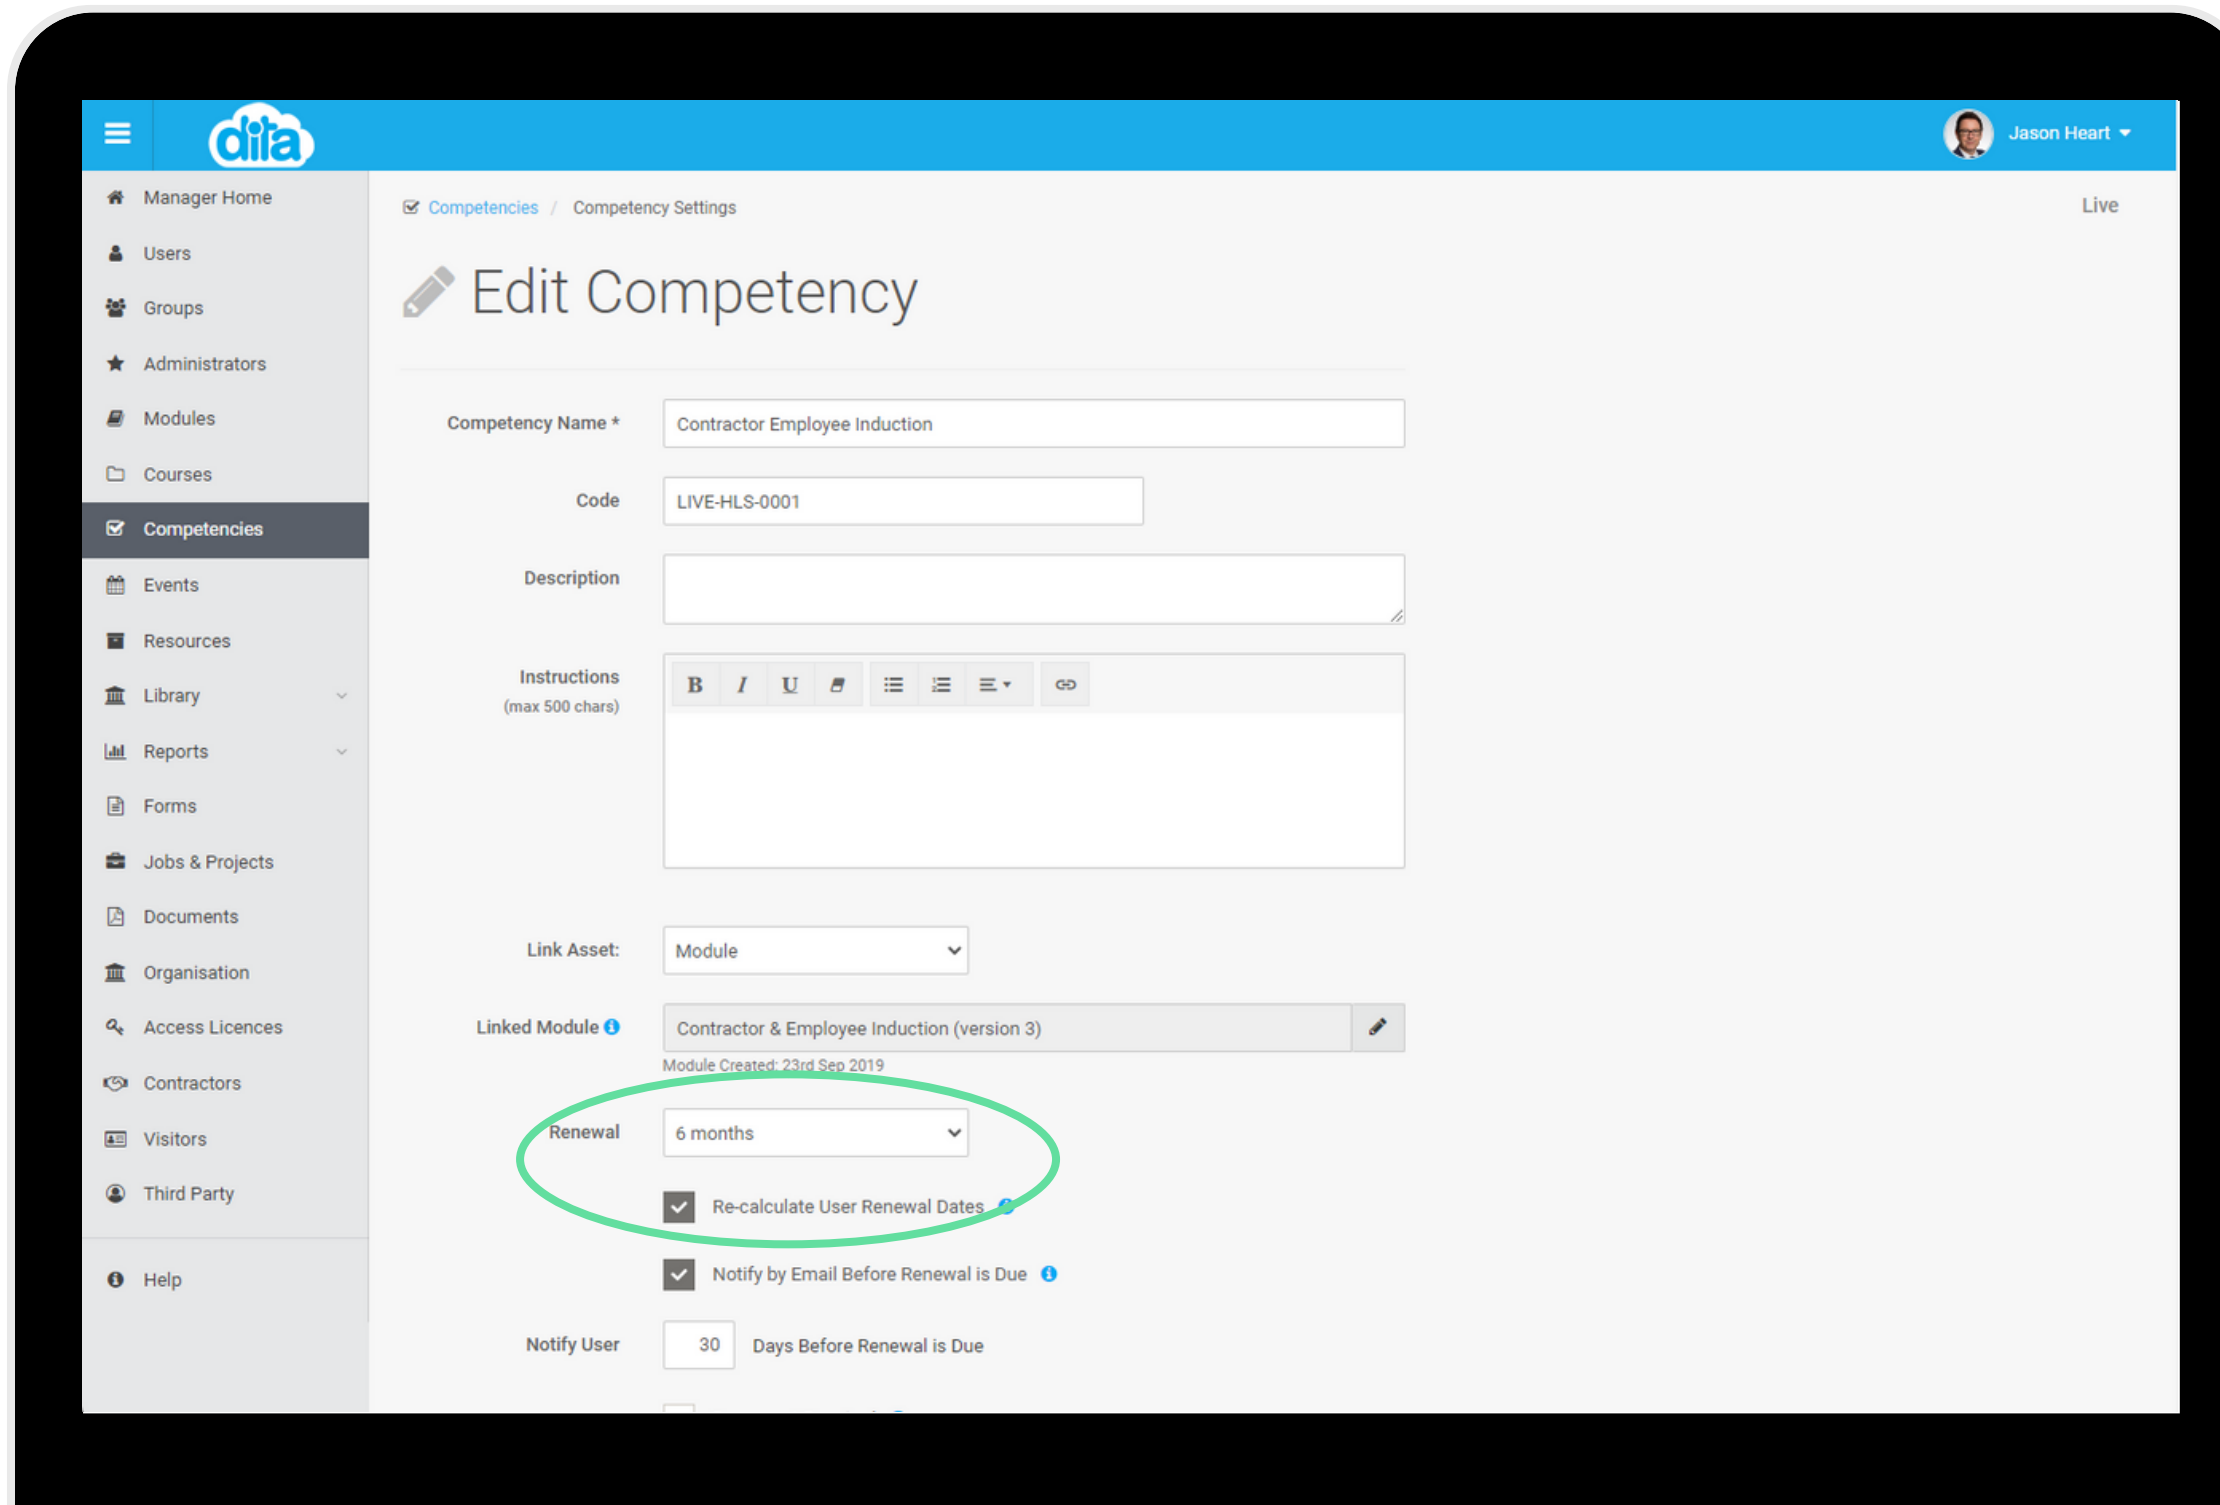 dita
Jason Heart
Manager Home
Users
Groups
Administrators
Modules
Courses
Competencies
Events
Resources
Library
Reports
Forms
Jobs & Projects
Documents
Organisation
Access Licences
Contractors
Visitors
Third Party
Help
Competencies / Competency Settings
Live
Edit Competency
Competency Name * Contractor Employee Induction
Code LIVE-HLS-0001
Description
Instructions
(max 500 chars)
B I U
Link Asset: Module
Linked Module Contractor & Employee Induction (version 3)
Module Created: 23rd Sep 2019
Renewal 6 months
Re-calculate User Renewal Dates
Notify by Email Before Renewal is Due
Notify User 30 Days Before Renewal is Due